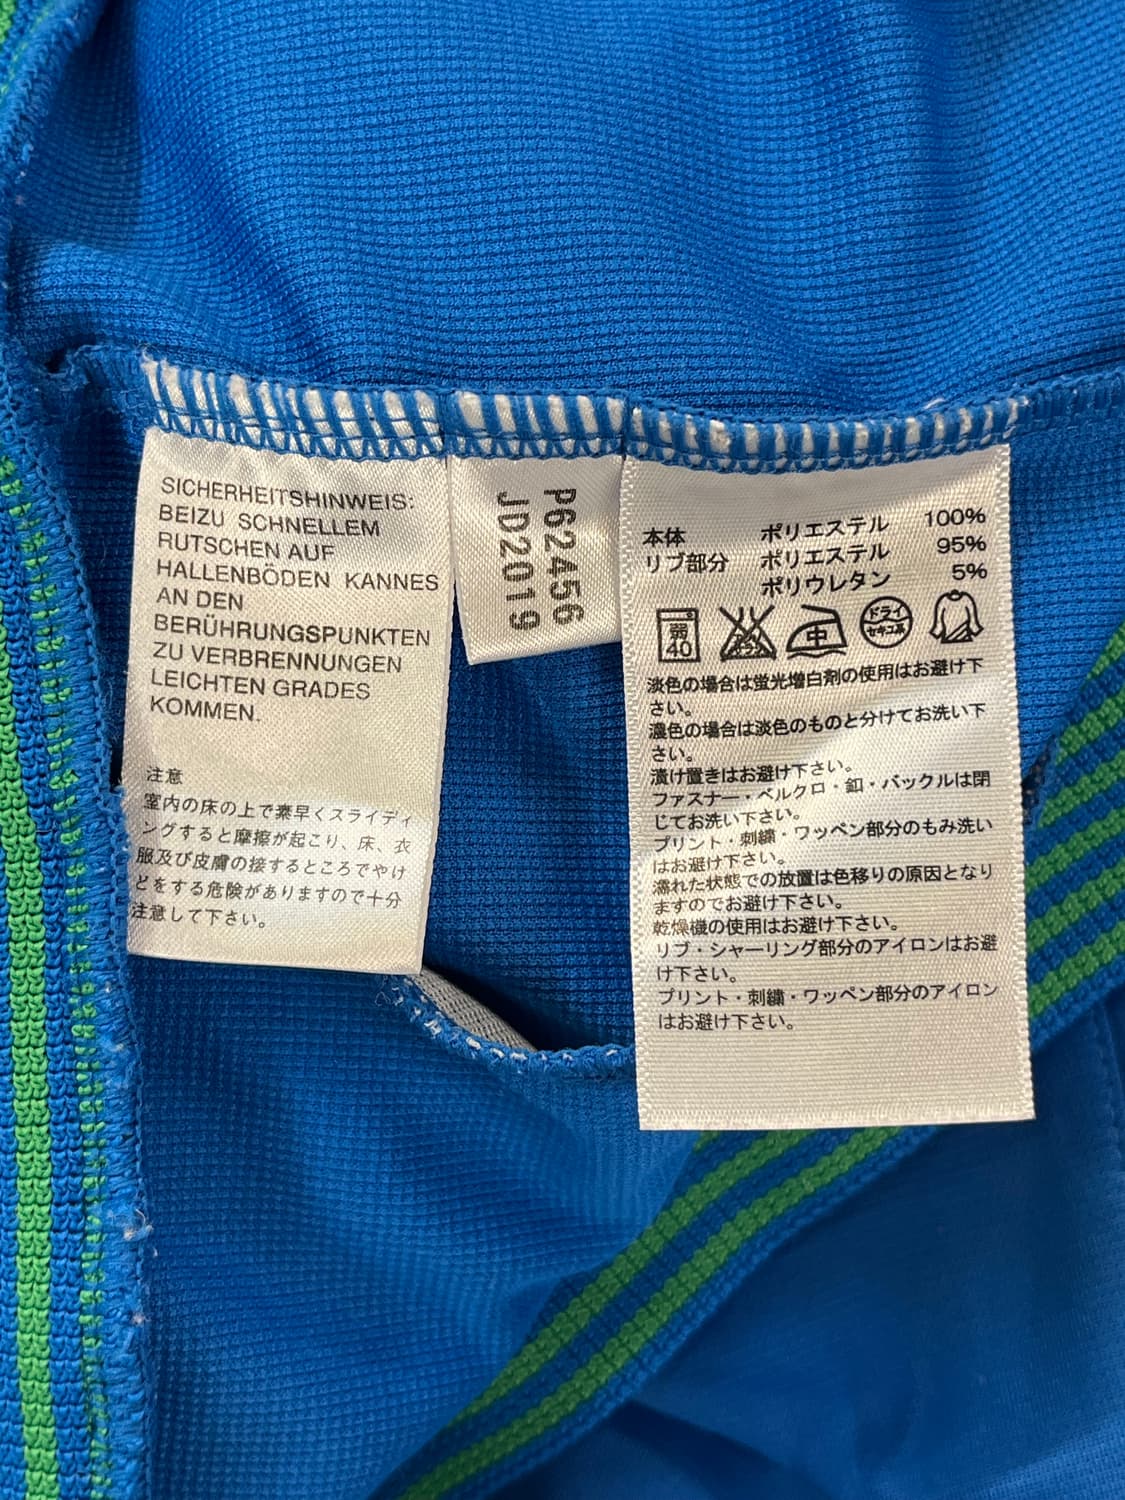 SICHERHEITSHINWEIS:
BEIZU SCHNELLEM
RUTSCHEN AUF
HALLENBÖDEN KANNES
AN DEN
BERÜHRUNGSPUNKTEN
ZU VERBRENNUNGEN
LEICHTEN GRADES
KOMMEN.
注意
室内の床の上で素早くスライディ
ングすると摩擦が起こり、床、衣
服及び皮膚の接するところでやけ
どをする危険がありますので十分
注意して下さい。
P62456
JD2019
本体 ポリエステル 100%
リブ部分 ポリエステル 95%
ポリウレタン 5%
弱 40 エンソサラシ 中 ドライ セキユ系
淡色の場合は蛍光増白剤の使用はお避け下
さい。
濃色の場合は淡色のものと分けてお洗い下
さい。
漬け置きはお避け下さい。
ファスナー・ベルクロ・釦・バックルは閉
じてお洗い下さい。
プリント・刺繍・ワッペン部分のもみ洗い
はお避け下さい。
濡れた状態での放置は色移りの原因となり
ますのでお避け下さい。
乾燥機の使用はお避け下さい。
リブ・シャーリング部分のアイロンはお避
け下さい。
プリント・刺繍・ワッペン部分のアイロン
はお避け下さい。